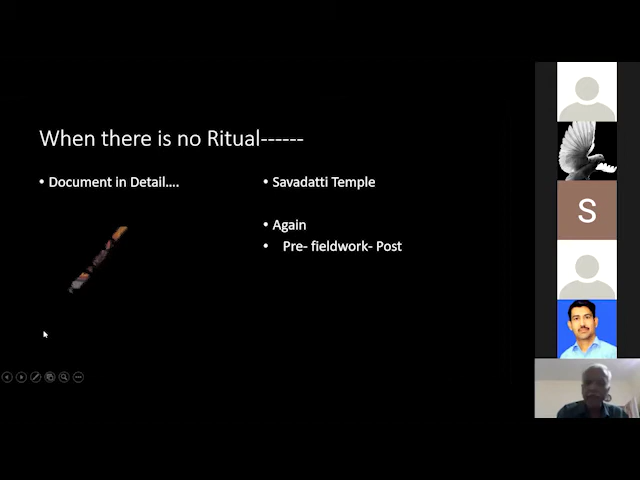 When there is no Ritual------
• Document in Detail....
• Savadatti Temple
• Again
• Pre- fieldwork- Post
S